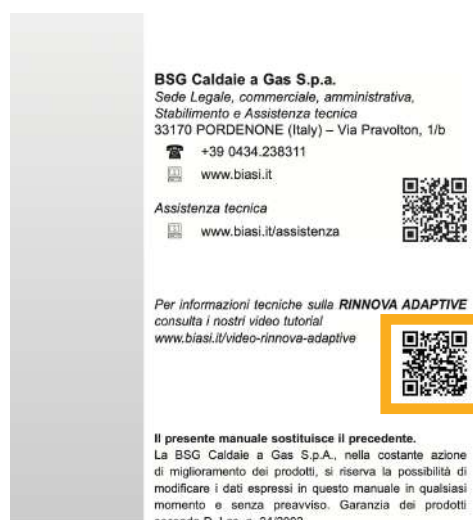 BSG Caldaie a Gas S.p.a.
Sede Legale, commerciale, amministrativa,
Stabilimento e Assistenza tecnica
33170 PORDENONE (Italy) – Via Pravolton, 1/b
+39 0434.238311
www.biasi.it
Assistenza tecnica
www.biasi.it/assistenza
Per informazioni tecniche sulla RINNOVA ADAPTIVE
consulta i nostri video tutorial
www.biasi.it/video-rinnova-adaptive
Il presente manuale sostituisce il precedente.
La BSG Caldaie a Gas S.p.A., nella costante azione
di miglioramento dei prodotti, si riserva la possibilità di
modificare i dati espressi in questo manuale in qualsiasi
momento e senza preavviso. Garanzia dei prodotti